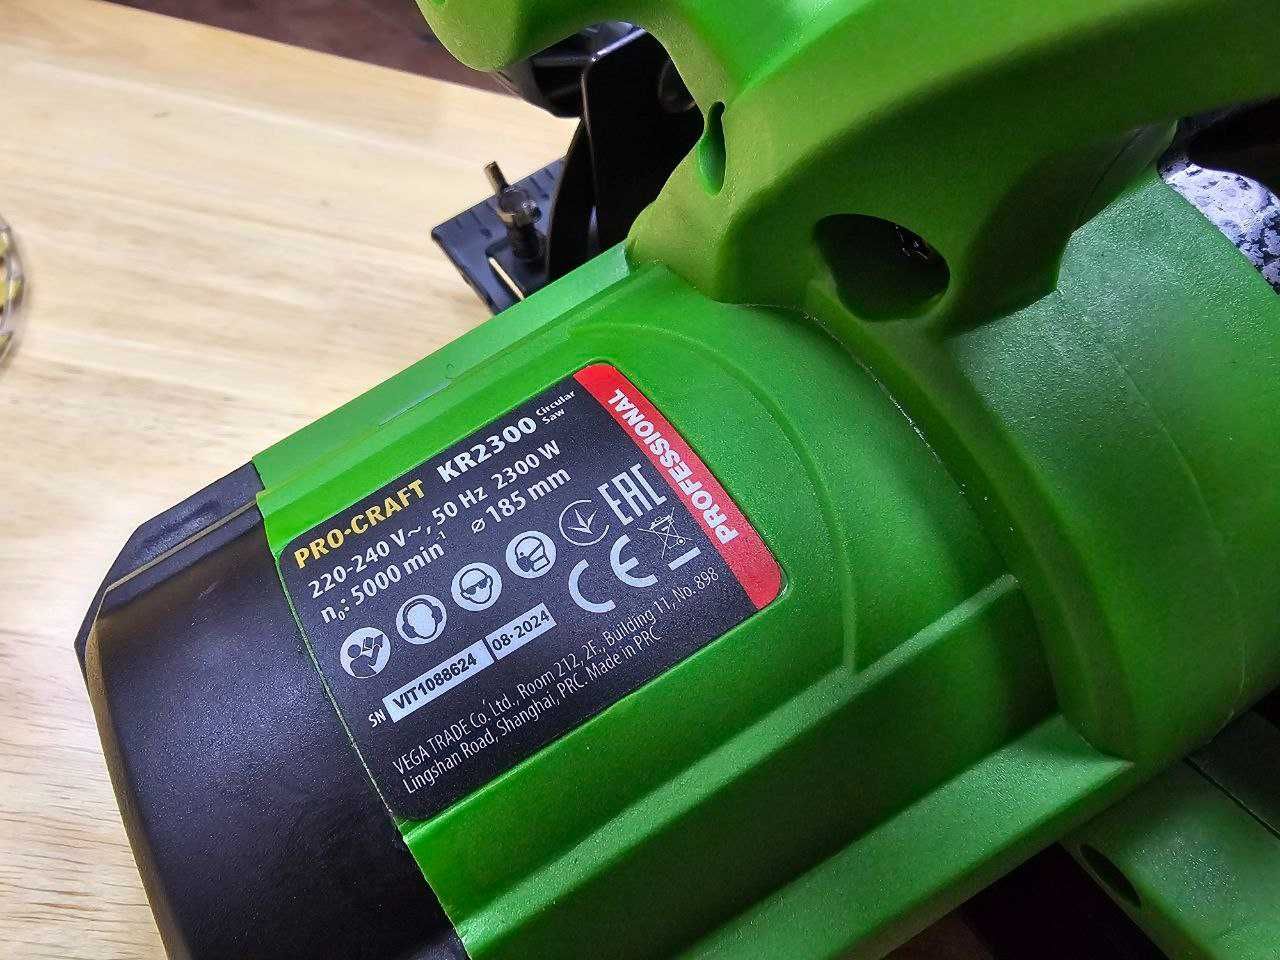 PRO-CRAFT KR2300 Circular Saw
220-240 V~, 50 Hz 2300 W
n₀: 5000 min⁻¹ ⌀ 185 mm
EAC
CE
SN VIT1088624 08·2024
VEGA TRADE Co. Ltd., Room 212, 2F., Building 11, No. 898
Lingshan Road, Shanghai, PRC. Made in PRC
PROFESSIONAL